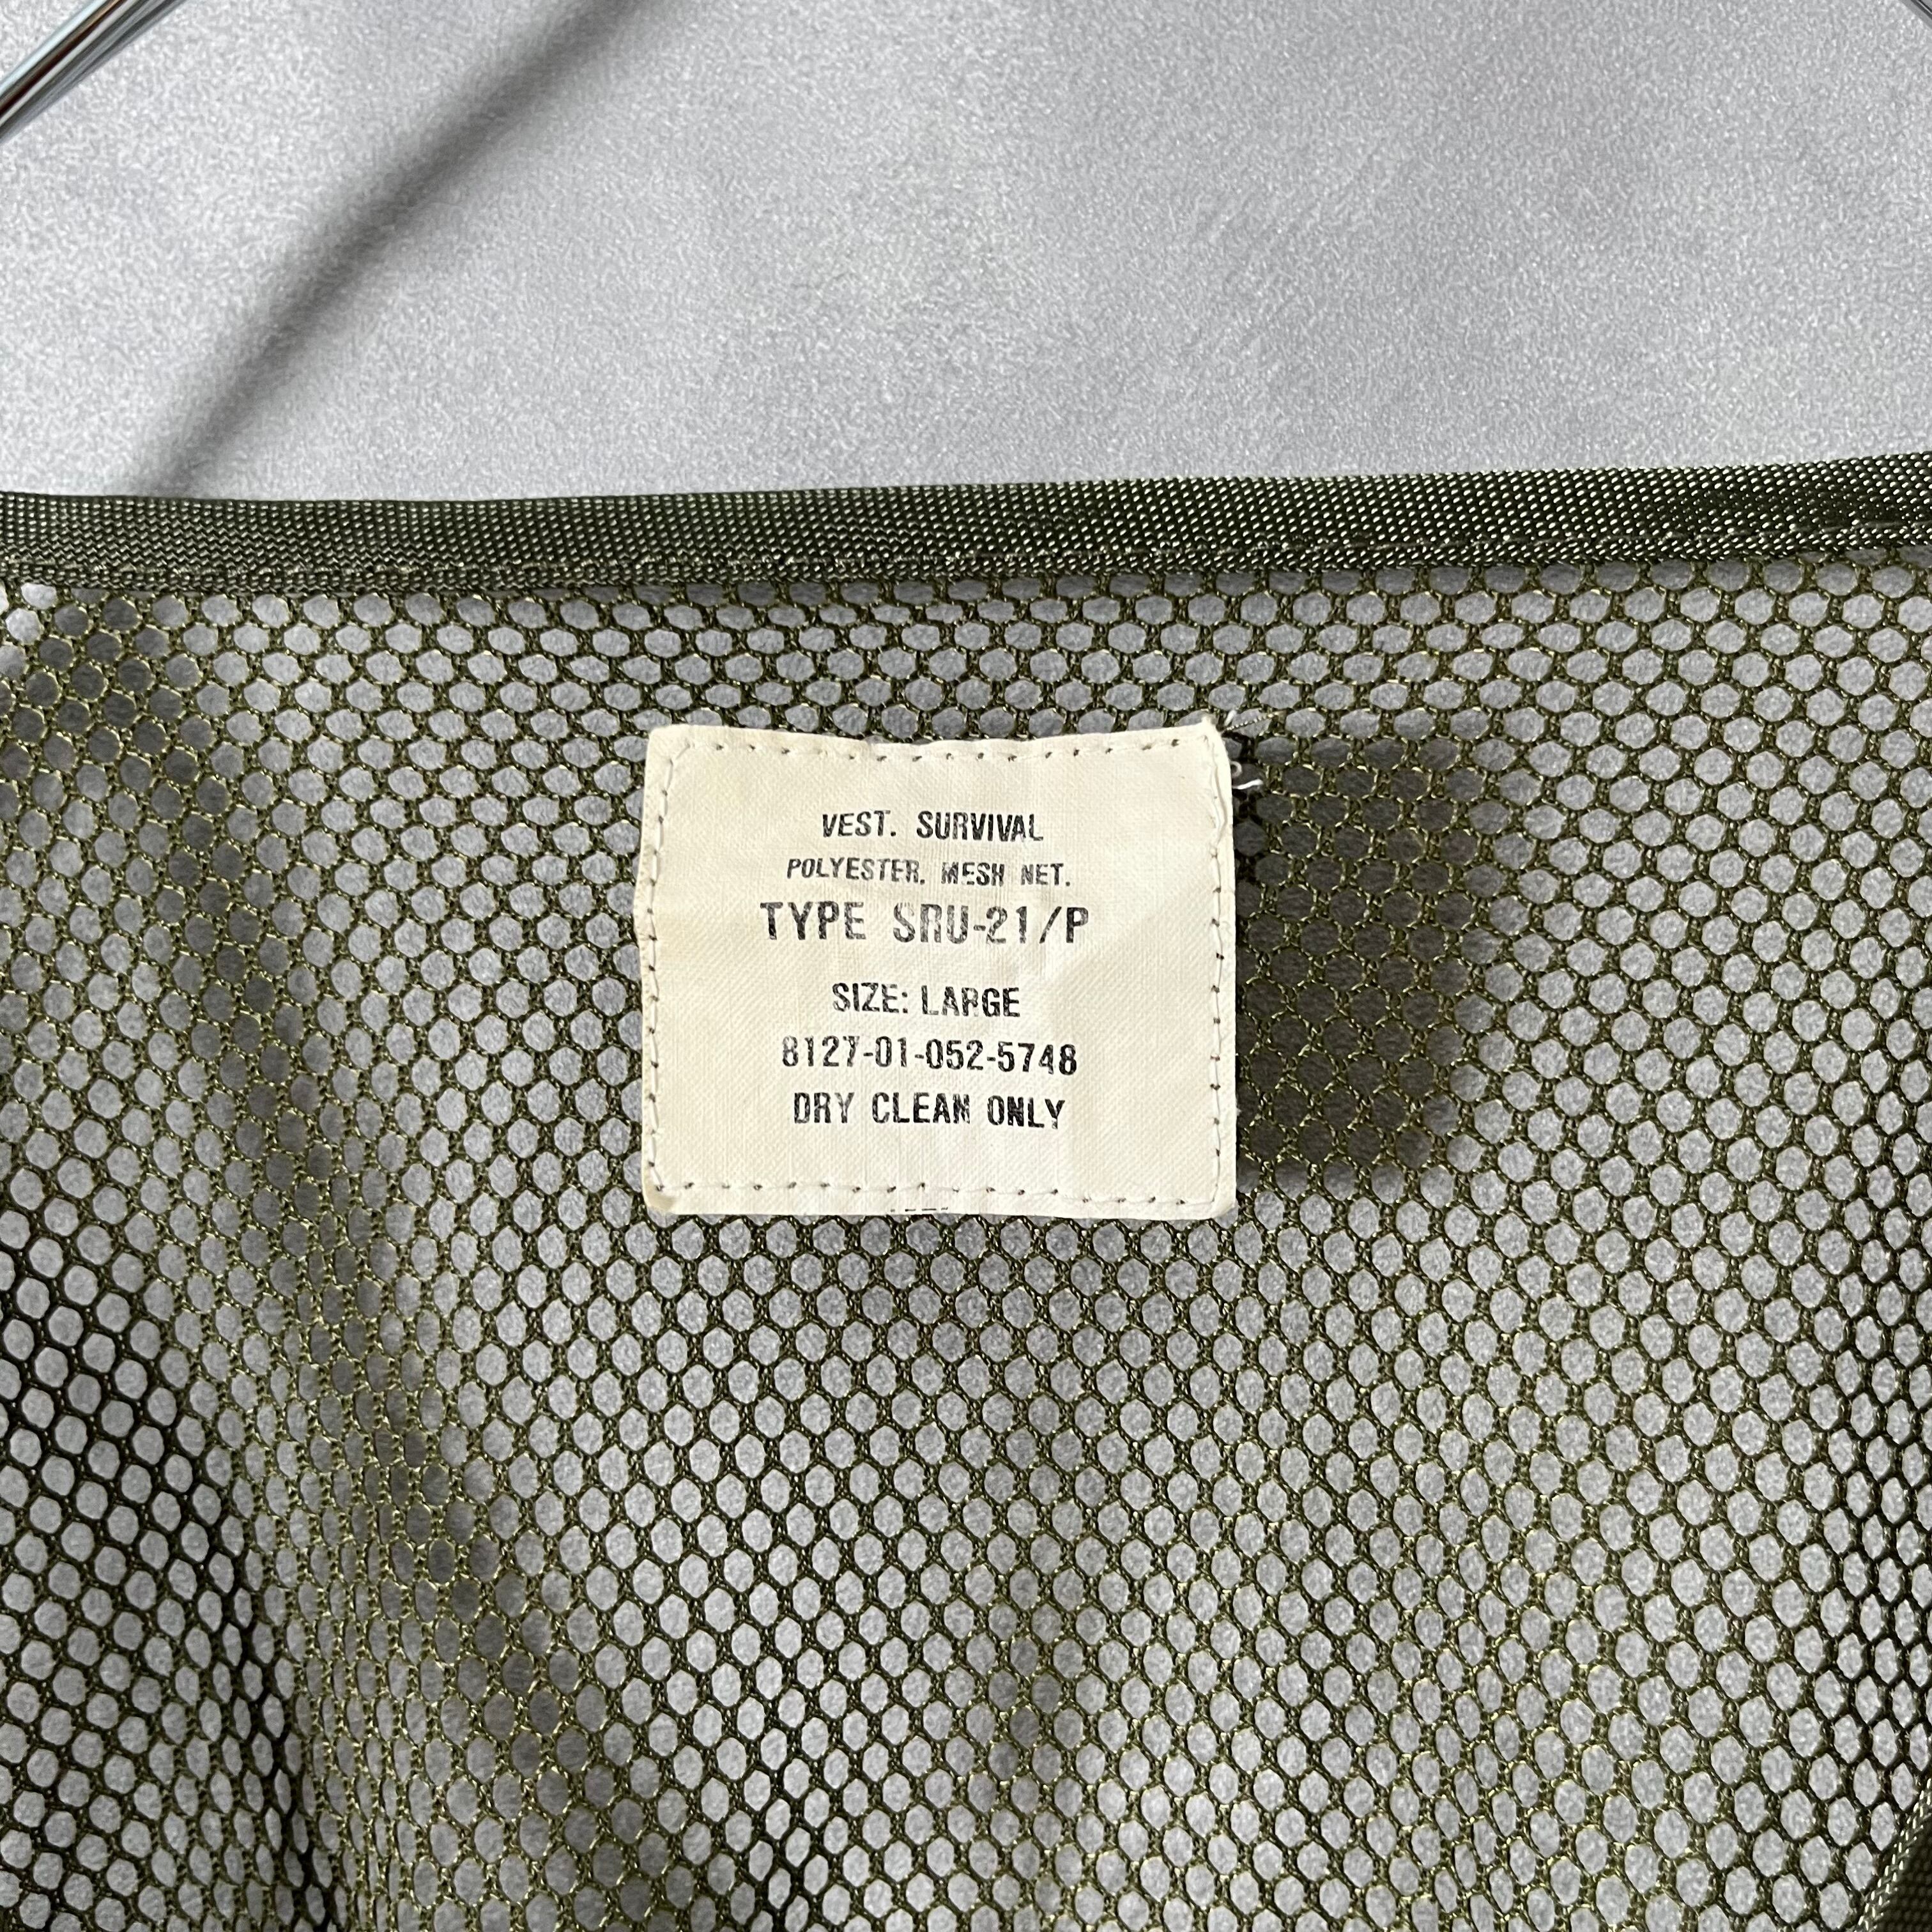 VEST. SURVIVAL
POLYESTER. MESH NET.
TYPE SRU-21/P
SIZE: LARGE
8127-01-052-5748
DRY CLEAN ONLY